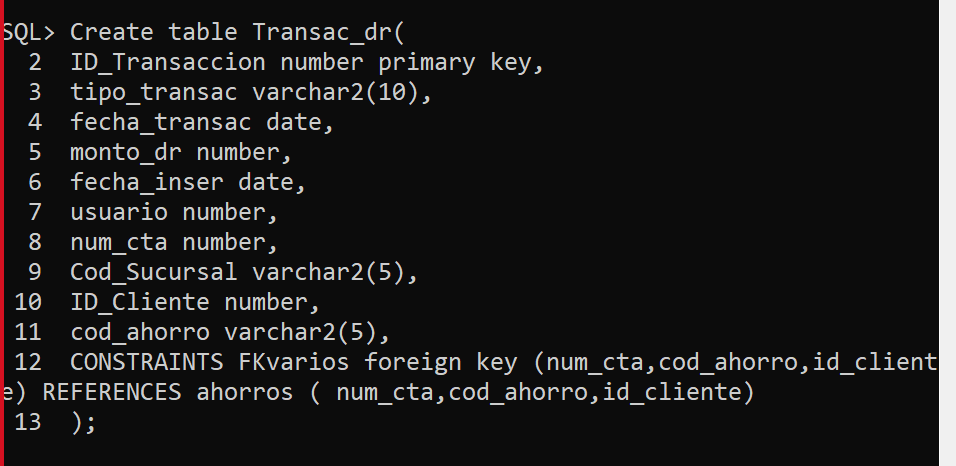 SQL> Create table Transac_dr(
2 ID_Transaccion number primary key,
3 tipo_transac varchar2(10),
4 fecha_transac date,
5 monto_dr number,
6 fecha_inser date,
7 usuario number,
8 num_cta number,
9 Cod_Sucursal varchar2(5),
10 ID_Cliente number,
11 cod_ahorro varchar2(5),
12 CONSTRAINTS FKvarios foreign key (num_cta,cod_ahorro,id_client
e) REFERENCES ahorros ( num_cta,cod_ahorro,id_cliente)
13 );